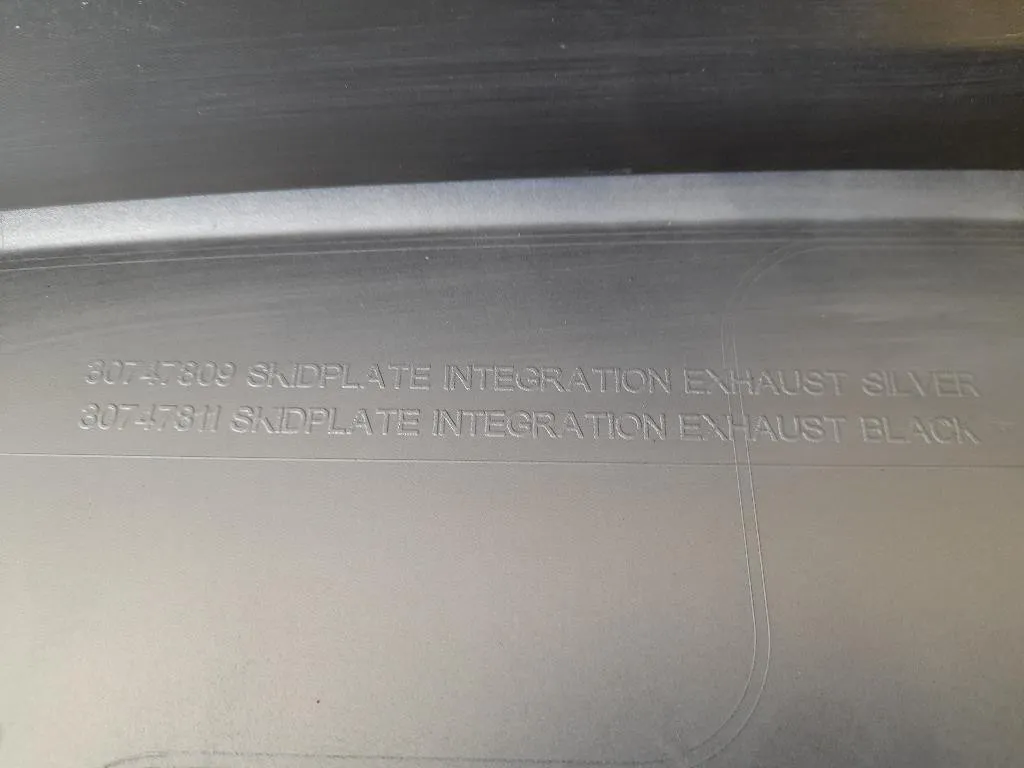 30747809 SKIDPLATE INTEGRATION EXHAUST SILVER
30747811 SKIDPLATE INTEGRATION EXHAUST BLACK